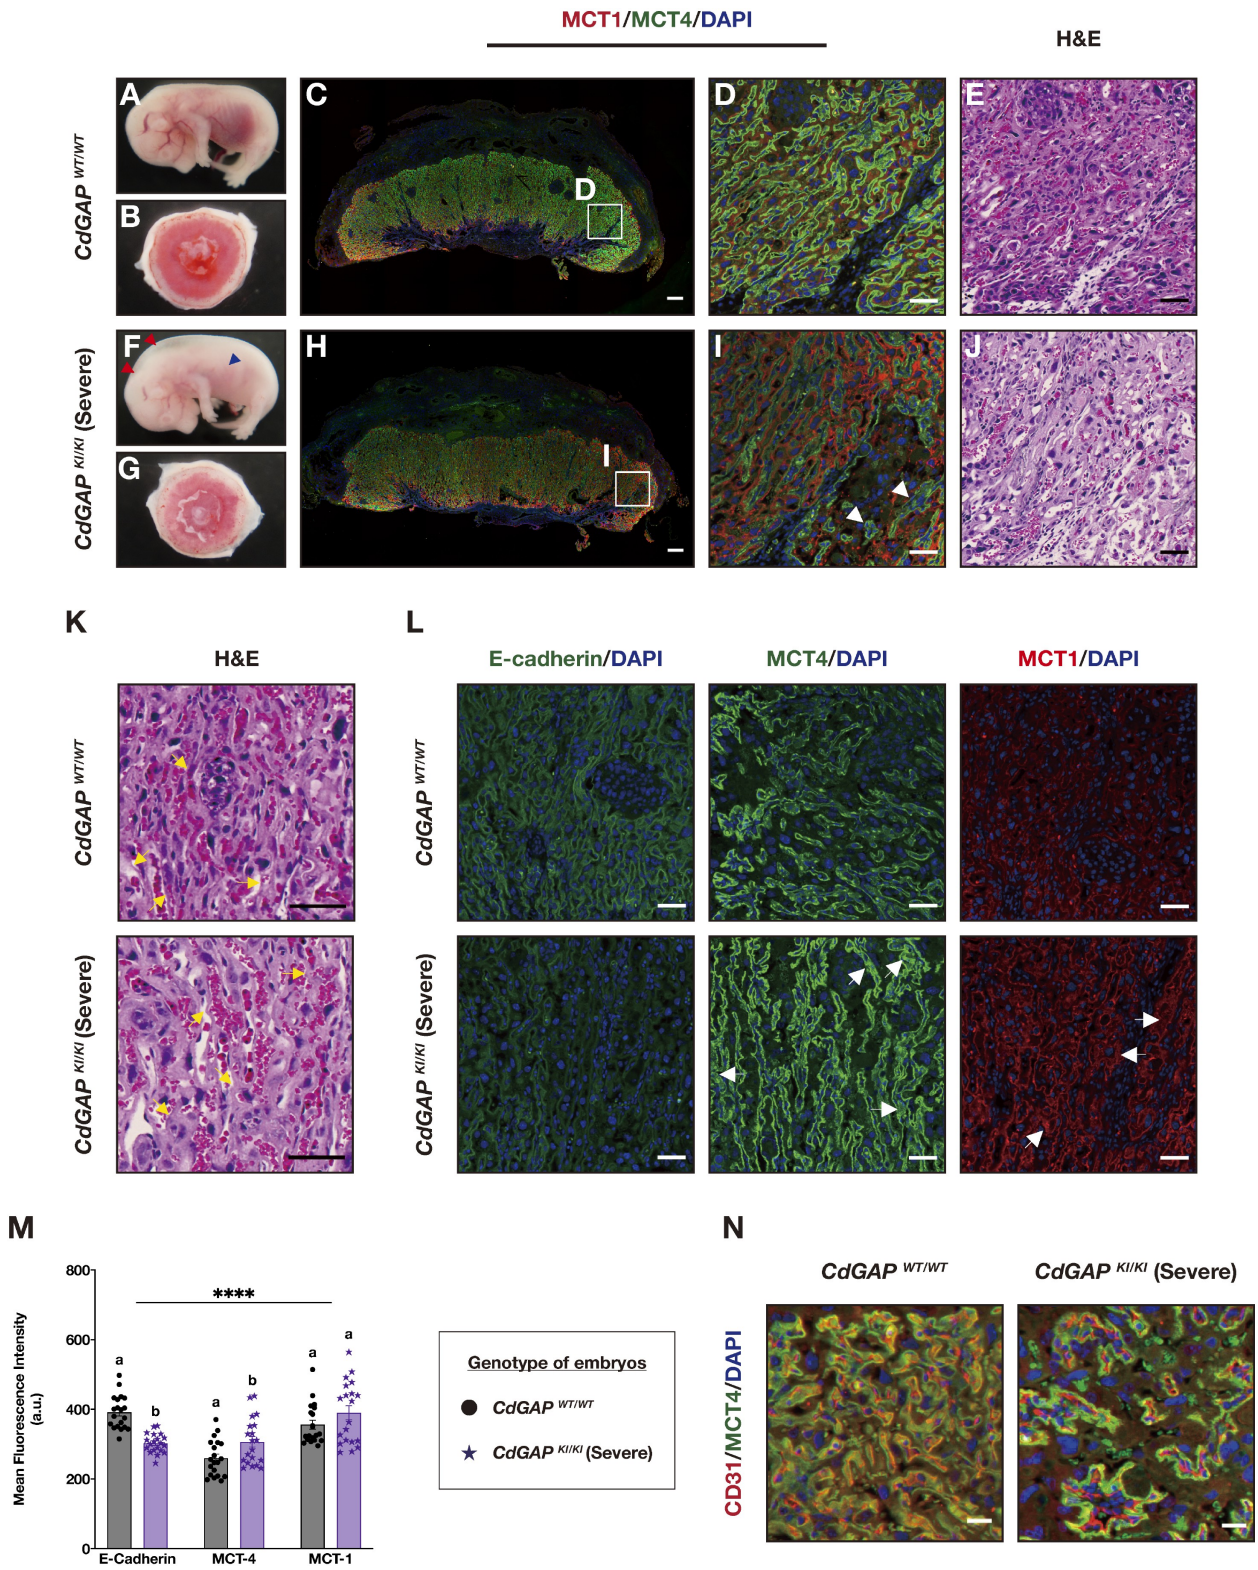 MCT1/MCT4/DAPI
H&E
CdGAP WT/WT
A
B
C
D
D
E
CdGAP KI/KI (Severe)
F
G
H
I
I
J
K
L
H&E
E-cadherin/DAPI
MCT4/DAPI
MCT1/DAPI
CdGAP WT/WT
CdGAP WT/WT
CdGAP KI/KI (Severe)
CdGAP KI/KI (Severe)
M
Mean Fluorescence Intensity
(a.u.)
800
600
400
200
0
****
a
b
a
b
a
a
E-Cadherin
MCT-4
MCT-1
Genotype of embryos
CdGAP WT/WT
CdGAP KI/KI (Severe)
N
CdGAP WT/WT
CdGAP KI/KI (Severe)
CD31/MCT4/DAPI